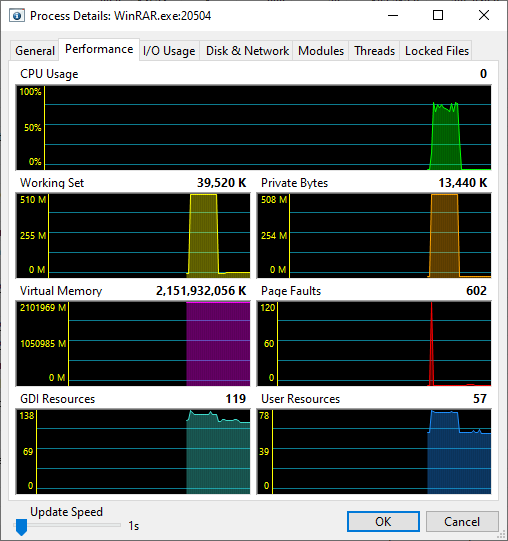 Process Details: WinRAR.exe:20504
General Performance I/O Usage Disk & Network Modules Threads Locked Files
CPU Usage 0
100%
50%
0%
Working Set 39,520 K Private Bytes 13,440 K
510 M 508 M
255 M 254 M
0 M 0 M
Virtual Memory 2,151,932,056 K Page Faults 602
2101969 M 120
1050985 M 60
0 M 0
GDI Resources 119 User Resources 57
138 78
69 39
0 0
Update Speed
1s
OK Cancel